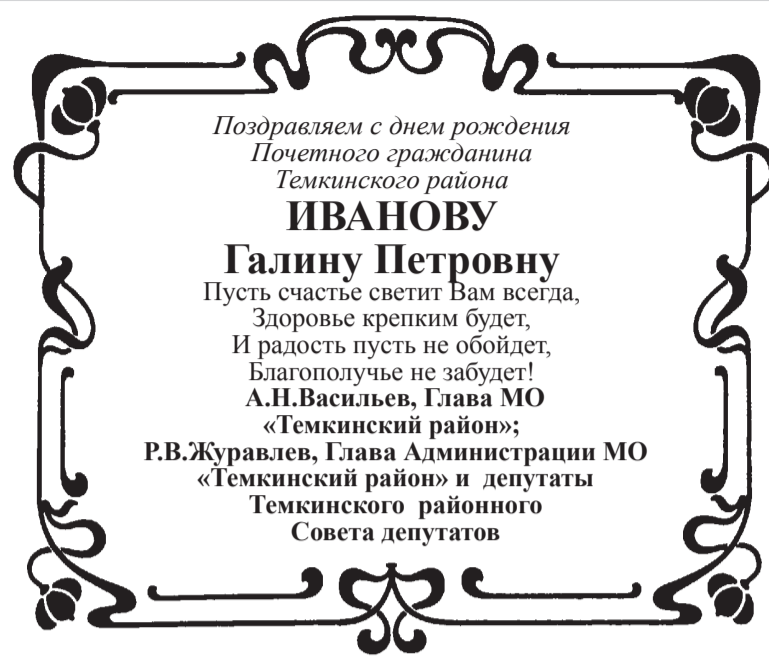 Поздравляем с днем рождения
Почетного гражданина
Темкинского района
ИВАНОВУ
Галину Петровну
Пусть счастье светит Вам всегда,
Здоровье крепким будет,
И радость пусть не обойдет,
Благополучье не забудет!
А.Н.Васильев, Глава МО
«Темкинский район»;
Р.В.Журавлев, Глава Администрации МО
«Темкинский район» и депутаты
Темкинского районного
Совета депутатов